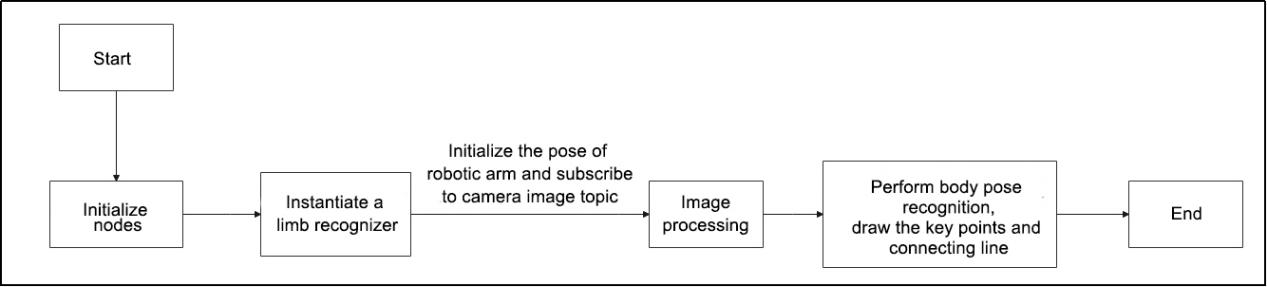 Start
Initialize
nodes
Instantiate a
limb recognizer
Initialize the pose of
robotic arm and subscribe
to camera image topic
Image
processing
Perform body pose
recognition,
draw the key points and
connecting line
End